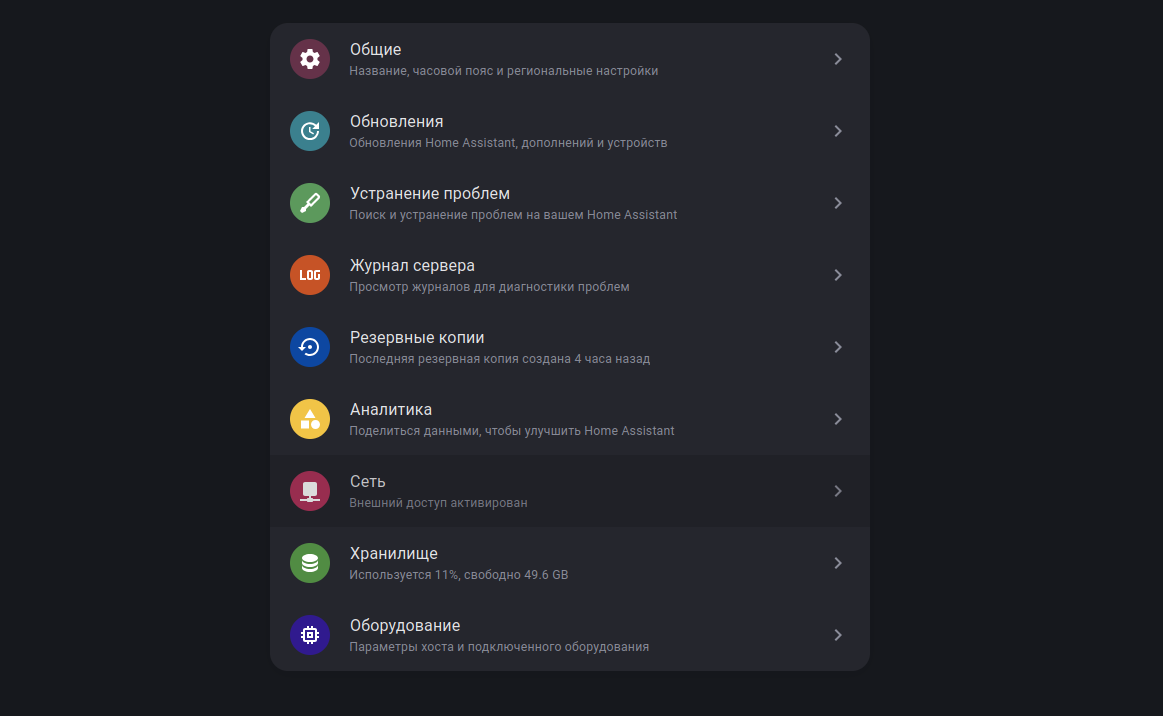 Общие
Название, часовой пояс и региональные настройки
Обновления
Обновления Home Assistant, дополнений и устройств
Устранение проблем
Поиск и устранение проблем на вашем Home Assistant
LOG
Журнал сервера
Просмотр журналов для диагностики проблем
Резервные копии
Последняя резервная копия создана 4 часа назад
Аналитика
Поделиться данными, чтобы улучшить Home Assistant
Сеть
Внешний доступ активирован
Хранилище
Используется 11%, свободно 49.6 GB
Оборудование
Параметры хоста и подключенного оборудования